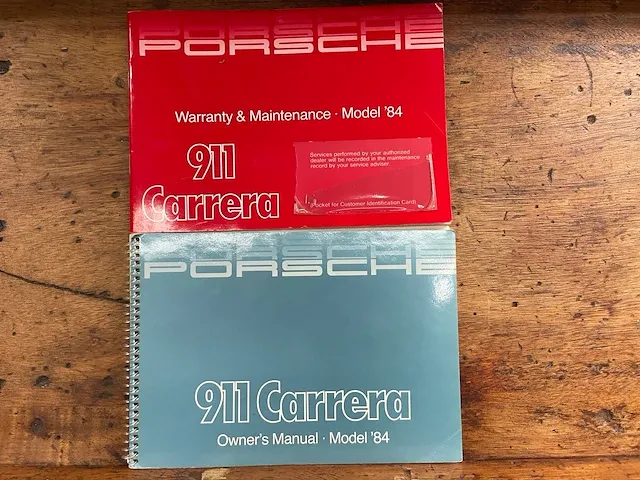 PORSCHE
Warranty & Maintenance · Model '84
911
Carrera
Services performed by your authorized
dealer will be recorded in the maintenance
record by your service adviser.
(Pocket for Customer Identification Card)
PORSCHE
911 Carrera
Owner's Manual · Model '84